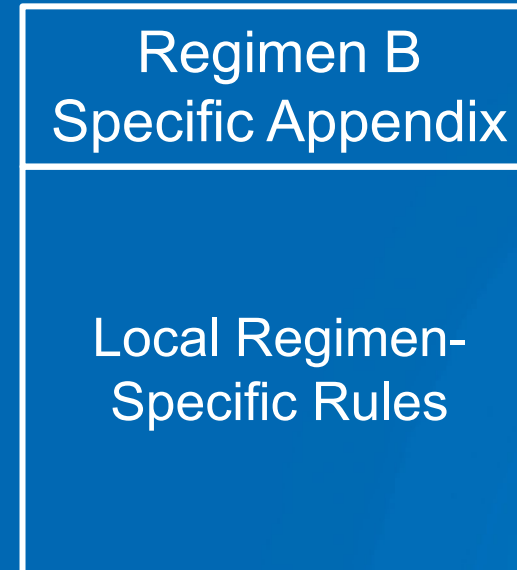 Regimen B
Specific Appendix
Local Regimen-
Specific Rules